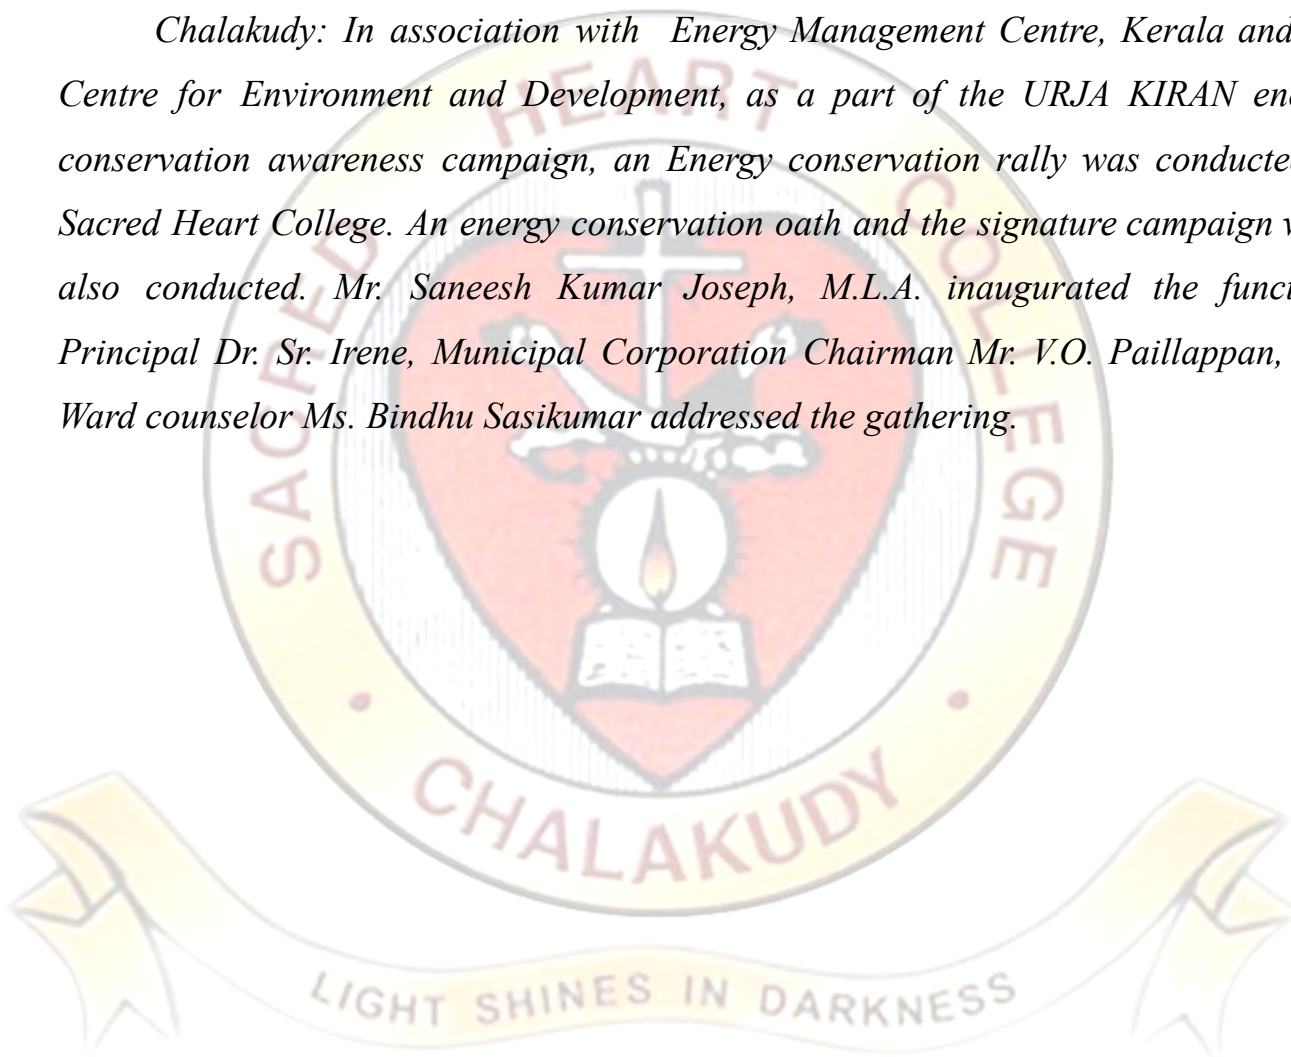 Chalakudy: In association with Energy Management Centre, Kerala and
Centre for Environment and Development, as a part of the URJA KIRAN
conservation awareness campaign, an Energy conservation rally was
Sacred Heart College. An energy conservation oath and the signature campaign
also conducted. Mr. Saneesh Kumar Joseph, M.L.A. inaugurated the
Principal Dr. Sr. Irene, Municipal Corporation Chairman Mr. V.O. Paillappan,
Ward counselor Ms. Bindhu Sasikumar addressed the gathering.
SACRED HEART COLLEGE
CHALAKUDY
LIGHT SHINES IN DARKNESS